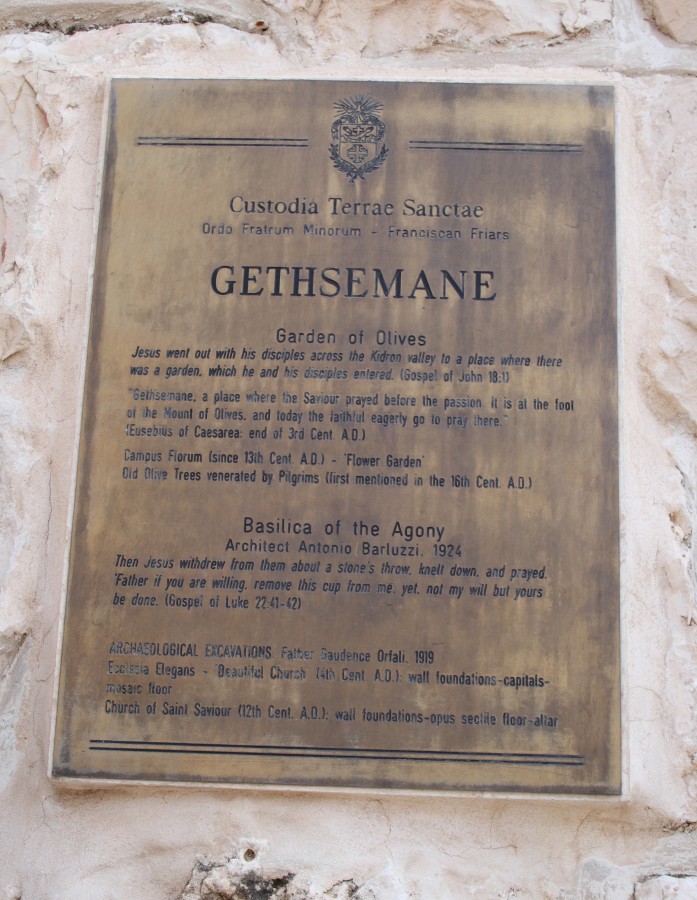 Custodia Terrae Sanctae
Ordo Fratrum Minorum - Franciscan Friars
GETHSEMANE
Garden of Olives
Jesus went out with his disciples across the Kidron valley to a place where there
was a garden, which he and his disciples entered. (Gospel of John 18:1)
"Gethsemane, a place where the Saviour prayed before the passion. It is at the foot
of the Mount of Olives, and today the faithful eagerly go to pray there."
(Eusebius of Caesarea: end of 3rd Cent. A.D.)
Campus Florum (since 13th Cent. A.D.) - 'Flower Garden'
Old Olive Trees venerated by Pilgrims (first mentioned in the 16th Cent. A.D.)
Basilica of the Agony
Architect Antonio Barluzzi, 1924
Then Jesus withdrew from them about a stone's throw, knelt down, and prayed,
'Father if you are willing, remove this cup from me, yet, not my will but yours
be done. (Gospel of Luke 22:41-42)
ARCHAEOLOGICAL EXCAVATIONS, Father Gaudence Orfali, 1919
Ecclesia Elegans - 'Beautiful Church' (4th Cent. A.D.): wall foundations-capitals-
mosaic floor
Church of Saint Saviour (12th Cent. A.D.): wall foundations-opus sectile floor-altar